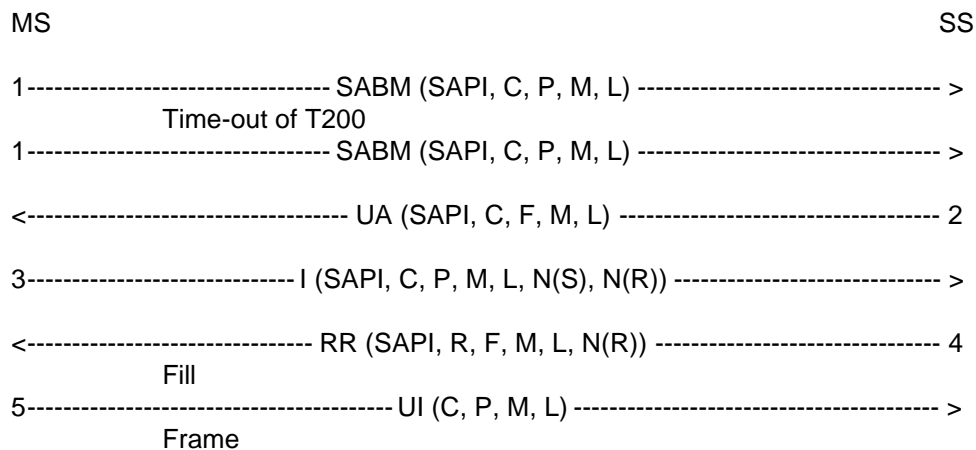 MS SS
1---------------------------------- SABM (SAPI, C, P, M, L) ---------------------------------- >
Time-out of T200
1---------------------------------- SABM (SAPI, C, P, M, L) ---------------------------------- >
<------------------------------------ UA (SAPI, C, F, M, L) ------------------------------------ 2
3------------------------------ I (SAPI, C, P, M, L, N(S), N(R)) ------------------------------ >
<-------------------------------- RR (SAPI, R, F, M, L, N(R)) -------------------------------- 4
Fill
5----------------------------------------- UI (C, P, M, L) ----------------------------------------- >
Frame